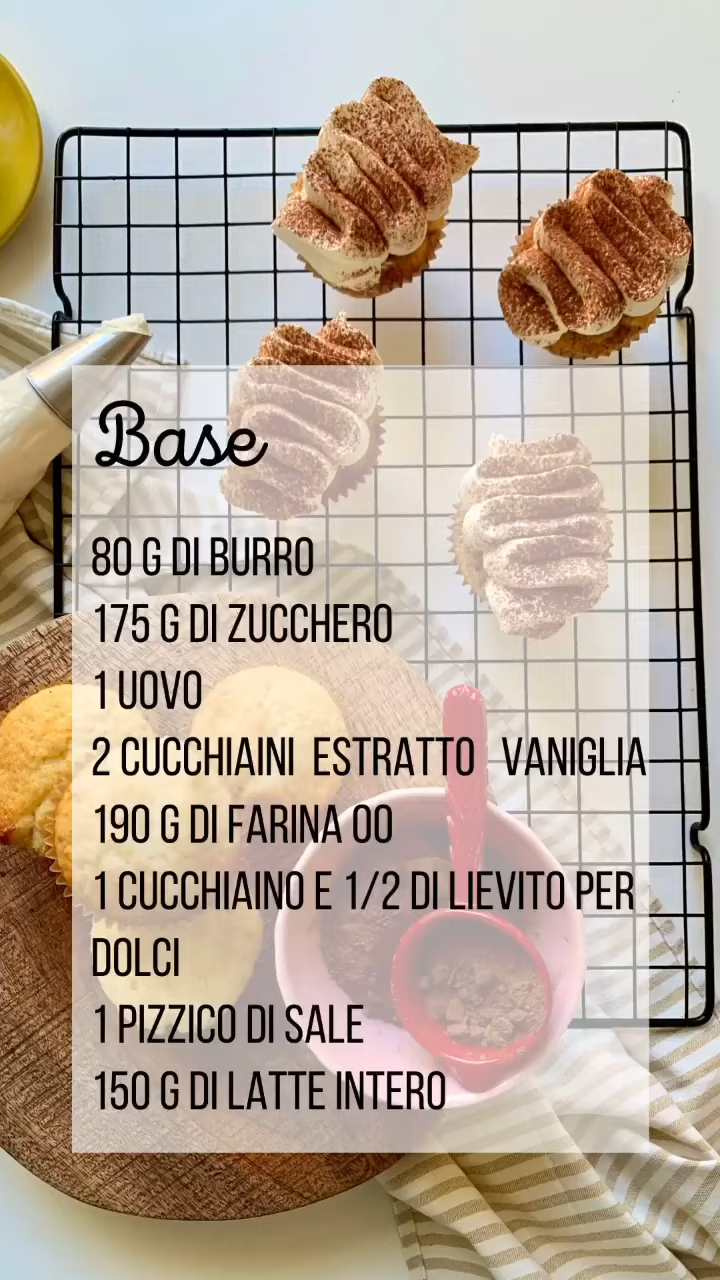 Base
80 G DI BURRO
175 G DI ZUCCHERO
1 UOVO
2 CUCCHIAINI ESTRATTO VANIGLIA
190 G DI FARINA 00
1 CUCCHIAINO E 1/2 DI LIEVITO PER
DOLCI
1 PIZZICO DI SALE
150 G DI LATTE INTERO